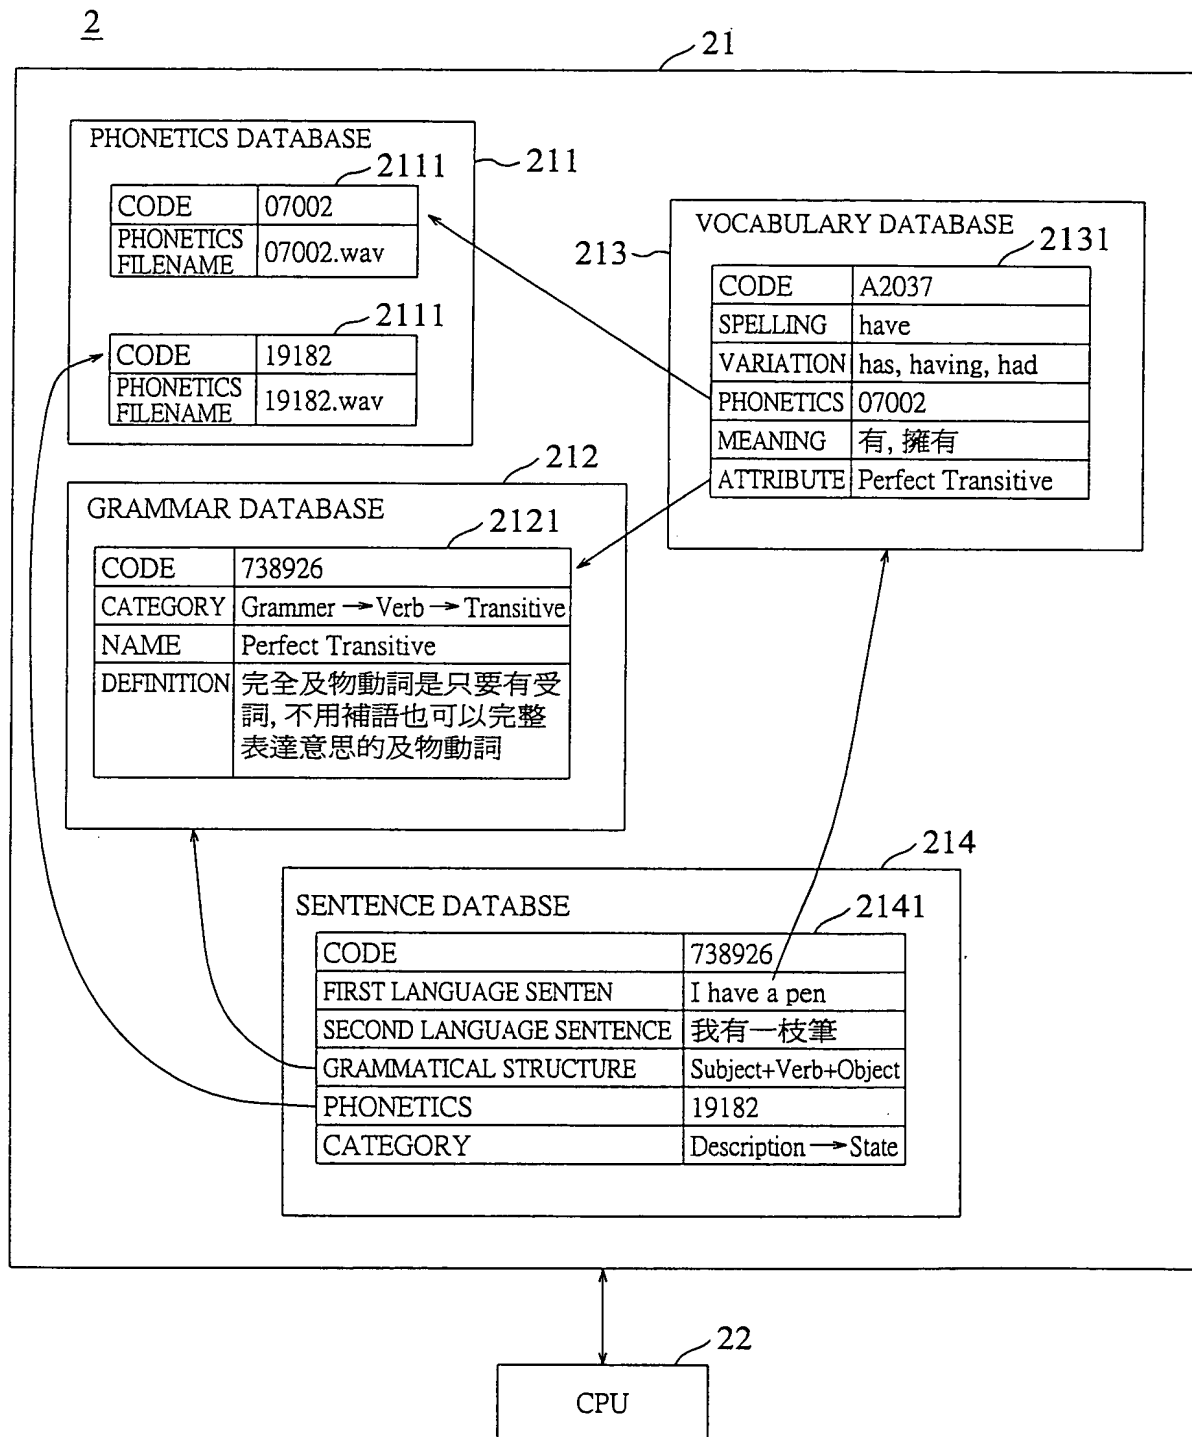 2
21
PHONETICS DATABASE
211
2111
CODE 07002
PHONETICS FILENAME 07002.wav
2111
CODE 19182
PHONETICS FILENAME 19182.wav
VOCABULARY DATABASE
213
2131
CODE A2037
SPELLING have
VARIATION has, having, had
PHONETICS 07002
MEANING 有, 擁有
ATTRIBUTE Perfect Transitive
212
GRAMMAR DATABASE
2121
CODE 738926
CATEGORY Grammer → Verb → Transitive
NAME Perfect Transitive
DEFINITION 完全及物動詞是只要有受
詞, 不用補語也可以完整
表達意思的及物動詞
214
SENTENCE DATABSE
2141
CODE 738926
FIRST LANGUAGE SENTEN I have a pen
SECOND LANGUAGE SENTENCE 我有一枝筆
GRAMMATICAL STRUCTURE Subject+Verb+Object
PHONETICS 19182
CATEGORY Description → State
22
CPU